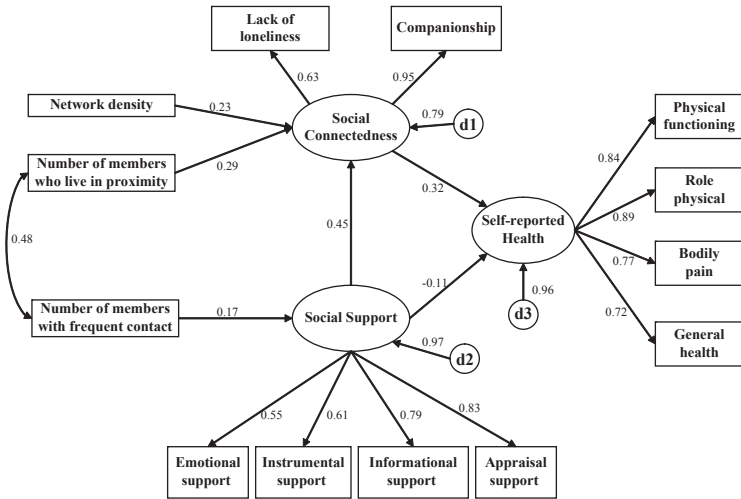 Lack of
loneliness
Companionship
0.63
0.95
Network density
0.23
Social
Connectedness
0.79
d1
Physical
functioning
Number of members
who live in proximity
0.29
0.84
0.32
Role
physical
0.89
0.48
0.45
Self-reported
Health
0.77
Bodily
pain
-0.11
0.96
0.72
Number of members
with frequent contact
0.17
Social Support
d3
General
health
0.97
d2
0.55
0.61
0.79
0.83
Emotional
support
Instrumental
support
Informational
support
Appraisal
support